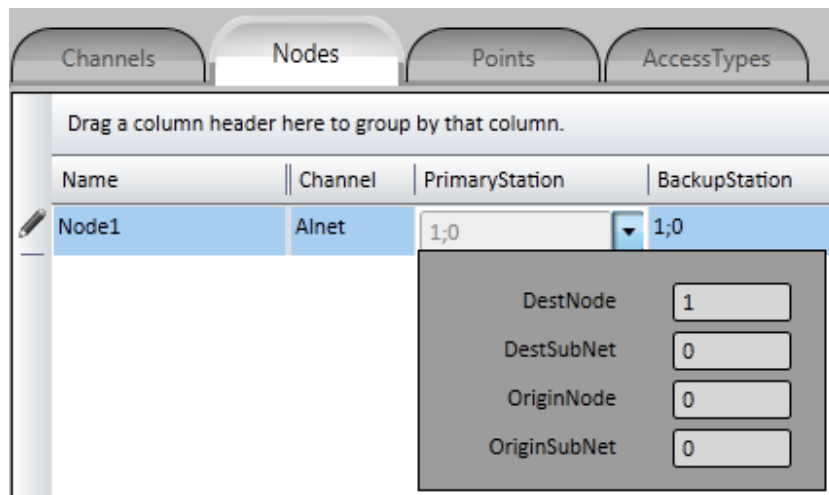 Channels Nodes Points AccessTypes
Drag a column header here to group by that column.
Name Channel PrimaryStation BackupStation
Node1 Alnet 1;0 1;0
DestNode 1
DestSubNet 0
OriginNode 0
OriginSubNet 0